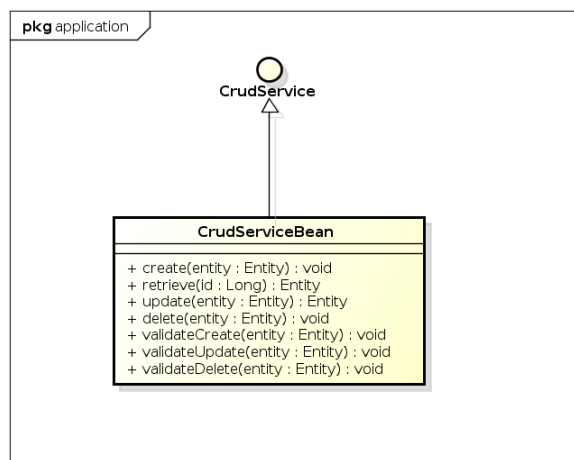 pkg application
CrudService
CrudServiceBean
+ create(entity : Entity) : void
+ retrieve(id : Long) : Entity
+ update(entity : Entity) : Entity
+ delete(entity : Entity) : void
+ validateCreate(entity : Entity) : void
+ validateUpdate(entity : Entity) : void
+ validateDelete(entity : Entity) : void